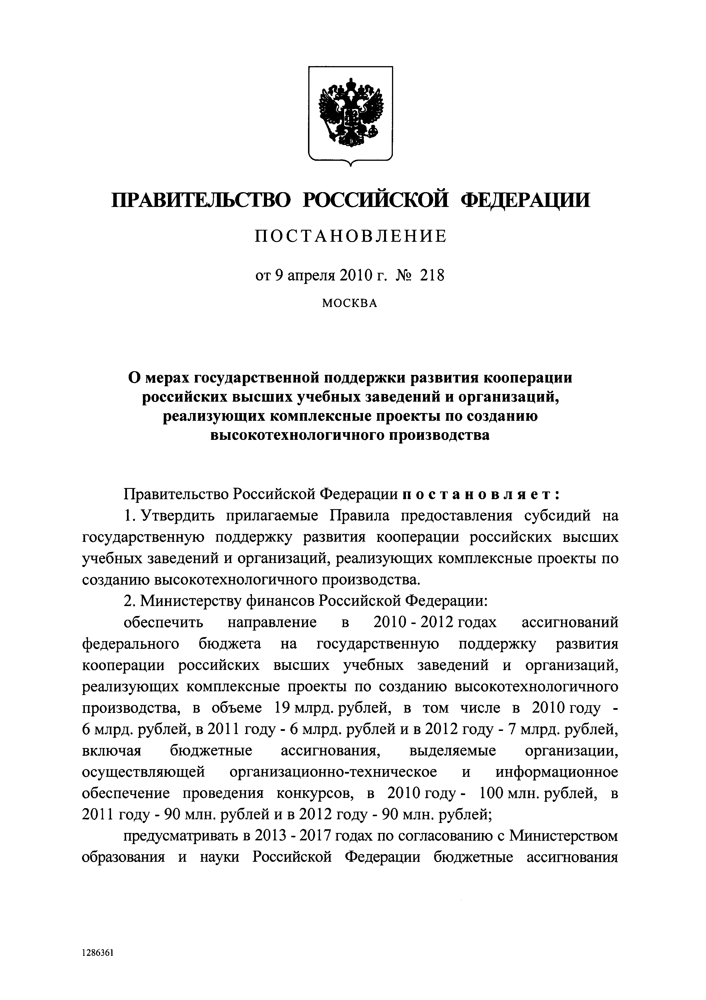 ПРАВИТЕЛЬСТВО РОССИЙСКОЙ ФЕДЕРАЦИИ
ПОСТАНОВЛЕНИЕ
от 9 апреля 2010 г. № 218
МОСКВА
О мерах государственной поддержки развития кооперации
российских высших учебных заведений и организаций,
реализующих комплексные проекты по созданию
высокотехнологичного производства
Правительство Российской Федерации постановляет:
1. Утвердить прилагаемые Правила предоставления субсидий на
государственную поддержку развития кооперации российских высших
учебных заведений и организаций, реализующих комплексные проекты по
созданию высокотехнологичного производства.
2. Министерству финансов Российской Федерации:
обеспечить направление в 2010 - 2012 годах ассигнований
федерального бюджета на государственную поддержку развития
кооперации российских высших учебных заведений и организаций,
реализующих комплексные проекты по созданию высокотехнологичного
производства, в объеме 19 млрд. рублей, в том числе в 2010 году -
6 млрд. рублей, в 2011 году - 6 млрд. рублей и в 2012 году - 7 млрд. рублей,
включая бюджетные ассигнования, выделяемые организации,
осуществляющей организационно-техническое и информационное
обеспечение проведения конкурсов, в 2010 году - 100 млн. рублей, в
2011 году - 90 млн. рублей и в 2012 году - 90 млн. рублей;
предусматривать в 2013 - 2017 годах по согласованию с Министерством
образования и науки Российской Федерации бюджетные ассигнования
1286361